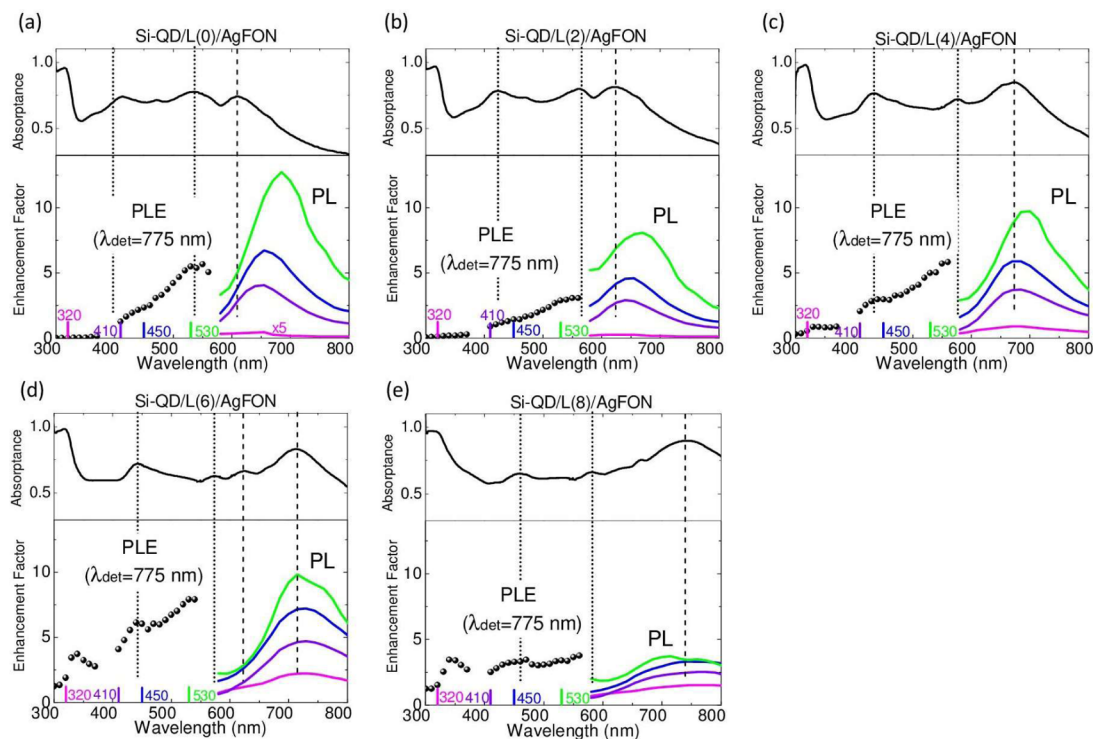 (a)
Si-QD/L(0)/AgFON
Absorptance
1.0
0.5
Enhancement Factor
10
5
0
PLE
(λdet=775 nm)
PL
x5
320
410
450
530
300 400 500 600 700 800
Wavelength (nm)
(b)
Si-QD/L(2)/AgFON
Absorptance
1.0
0.5
Enhancement Factor
10
5
0
PLE
(λdet=775 nm)
PL
320
410
450
530
300 400 500 600 700 800
Wavelength (nm)
(c)
Si-QD/L(4)/AgFON
Absorptance
1.0
0.5
Enhancement Factor
10
5
0
PLE
(λdet=775 nm)
PL
320
410
450
530
300 400 500 600 700 800
Wavelength (nm)
(d)
Si-QD/L(6)/AgFON
Absorptance
1.0
0.5
Enhancement Factor
10
5
0
PLE
(λdet=775 nm)
PL
320
410
450
530
300 400 500 600 700 800
Wavelength (nm)
(e)
Si-QD/L(8)/AgFON
Absorptance
1.0
0.5
Enhancement Factor
10
5
0
PLE
(λdet=775 nm)
PL
320
410
450
530
300 400 500 600 700 800
Wavelength (nm)